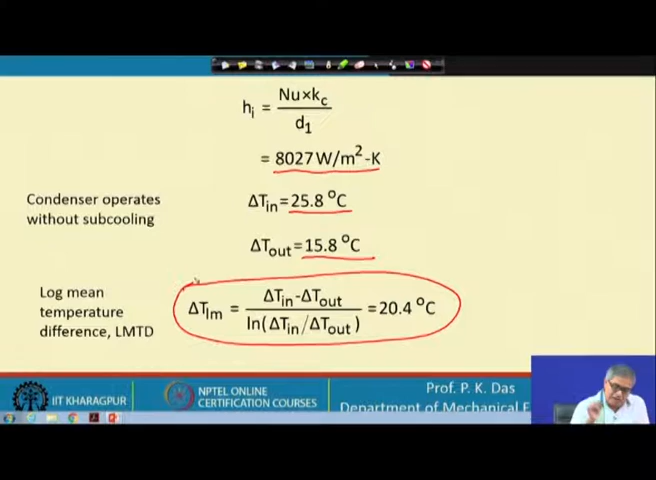 hi = Nu×kc / d1
= 8027 W/m²-K
Condenser operates
without subcooling
ΔTin=25.8 °C
ΔTout=15.8 °C
Log mean
temperature
difference, LMTD
ΔTlm = ΔTin-ΔTout / ln(ΔTin/ΔTout) =20.4 °C
IIT KHARAGPUR
NPTEL ONLINE
CERTIFICATION COURSES
Prof. P. K. Das
Department of Mechanical E